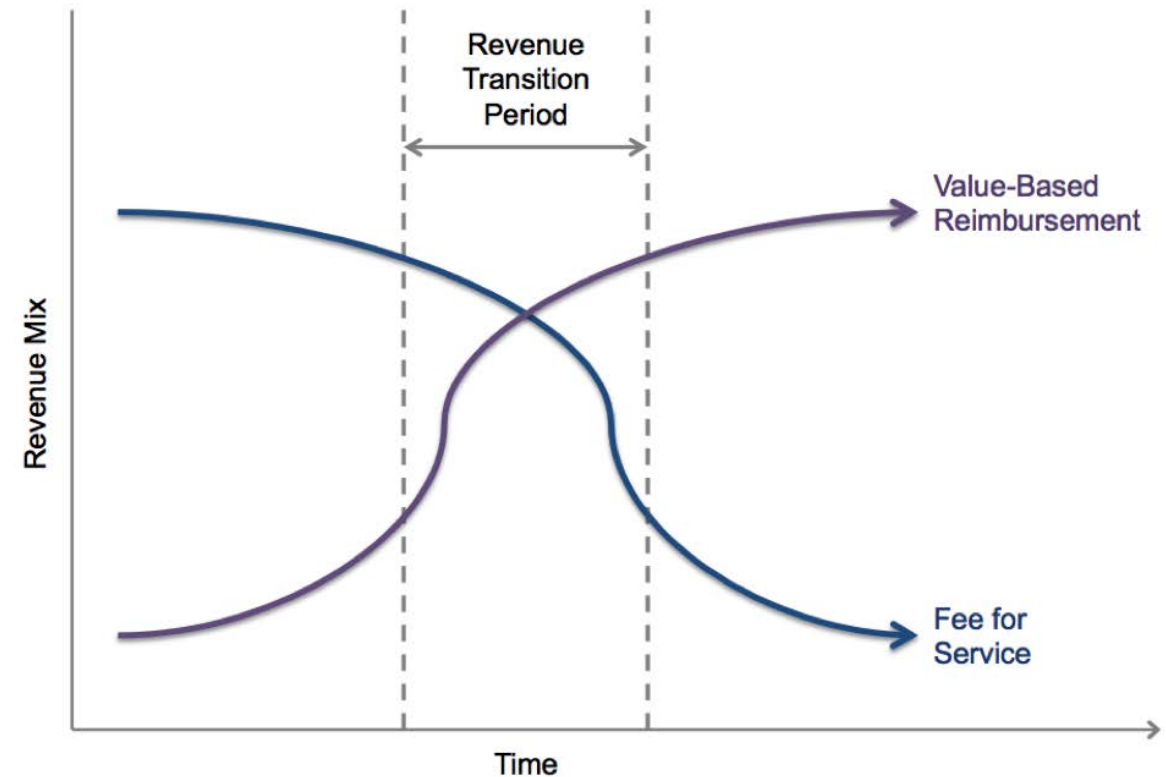 Revenue
Transition
Period
Value-Based
Reimbursement
Revenue Mix
Fee for
Service
Time